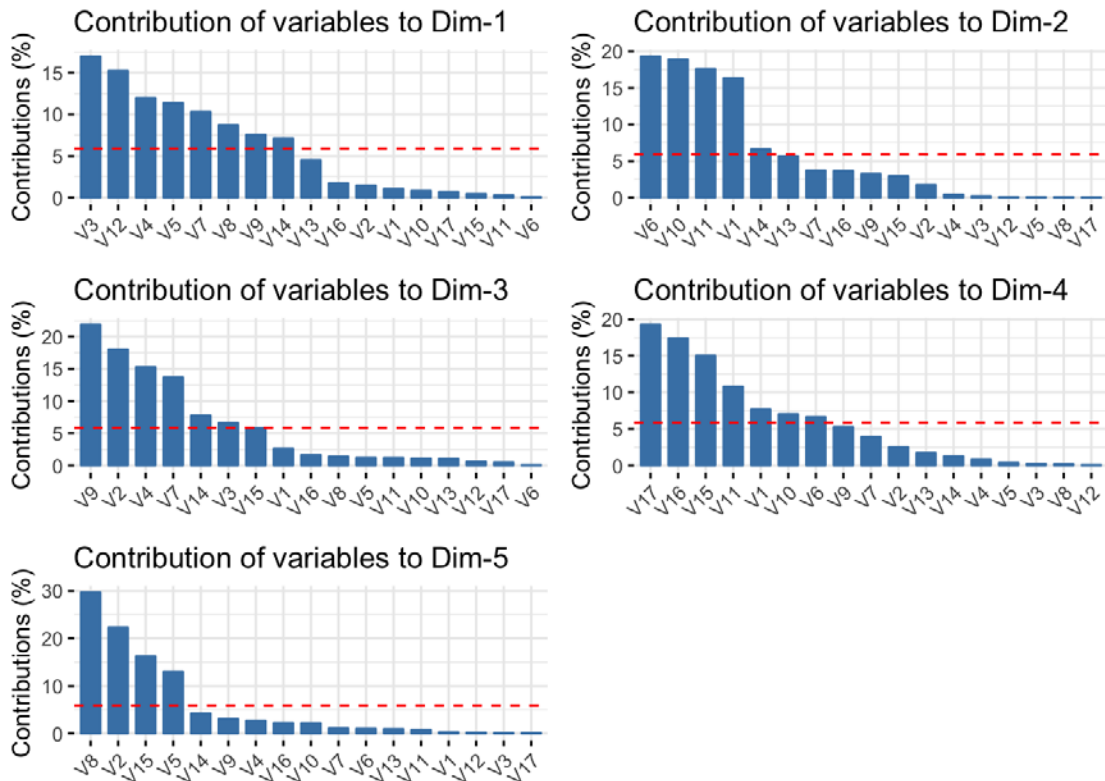 Contribution of variables to Dim-1
Contributions (%)
15
10
5
0
V3 V12 V4 V5 V7 V8 V9 V14 V13 V16 V2 V1 V10 V17 V15 V11 V6
Contribution of variables to Dim-2
Contributions (%)
20
15
10
5
0
V6 V10 V11 V1 V14 V13 V7 V16 V9 V15 V2 V4 V3 V12 V5 V8 V17
Contribution of variables to Dim-3
Contributions (%)
20
15
10
5
0
V9 V2 V4 V7 V14 V3 V15 V1 V16 V8 V5 V11 V10 V13 V12 V17 V6
Contribution of variables to Dim-4
Contributions (%)
20
15
10
5
0
V17 V16 V15 V11 V1 V10 V6 V9 V7 V2 V13 V14 V4 V5 V3 V8 V12
Contribution of variables to Dim-5
Contributions (%)
30
20
10
0
V8 V2 V15 V5 V14 V9 V4 V16 V10 V7 V6 V13 V11 V1 V12 V3 V17